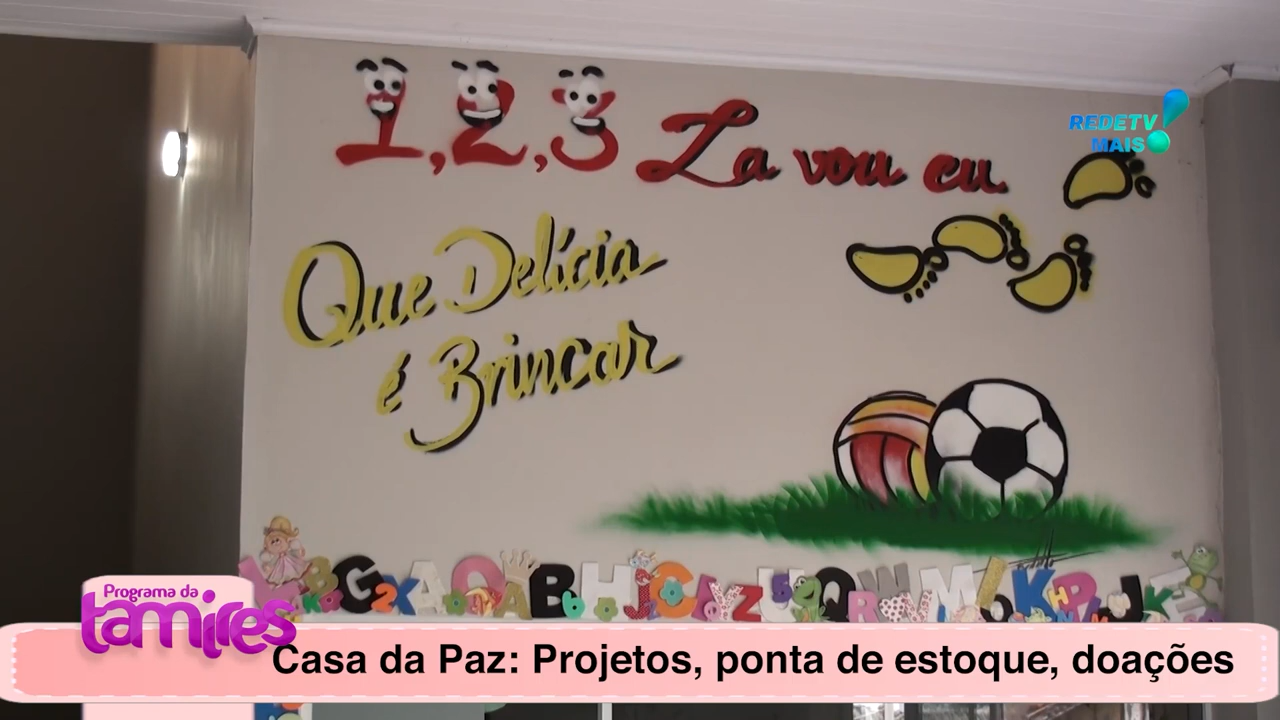 1, 2, 3 La vou eu
REDETV!
MAIS
Que Delícia
é Brincar
Programa da
tamires
Casa da Paz: Projetos, ponta de estoque, doações